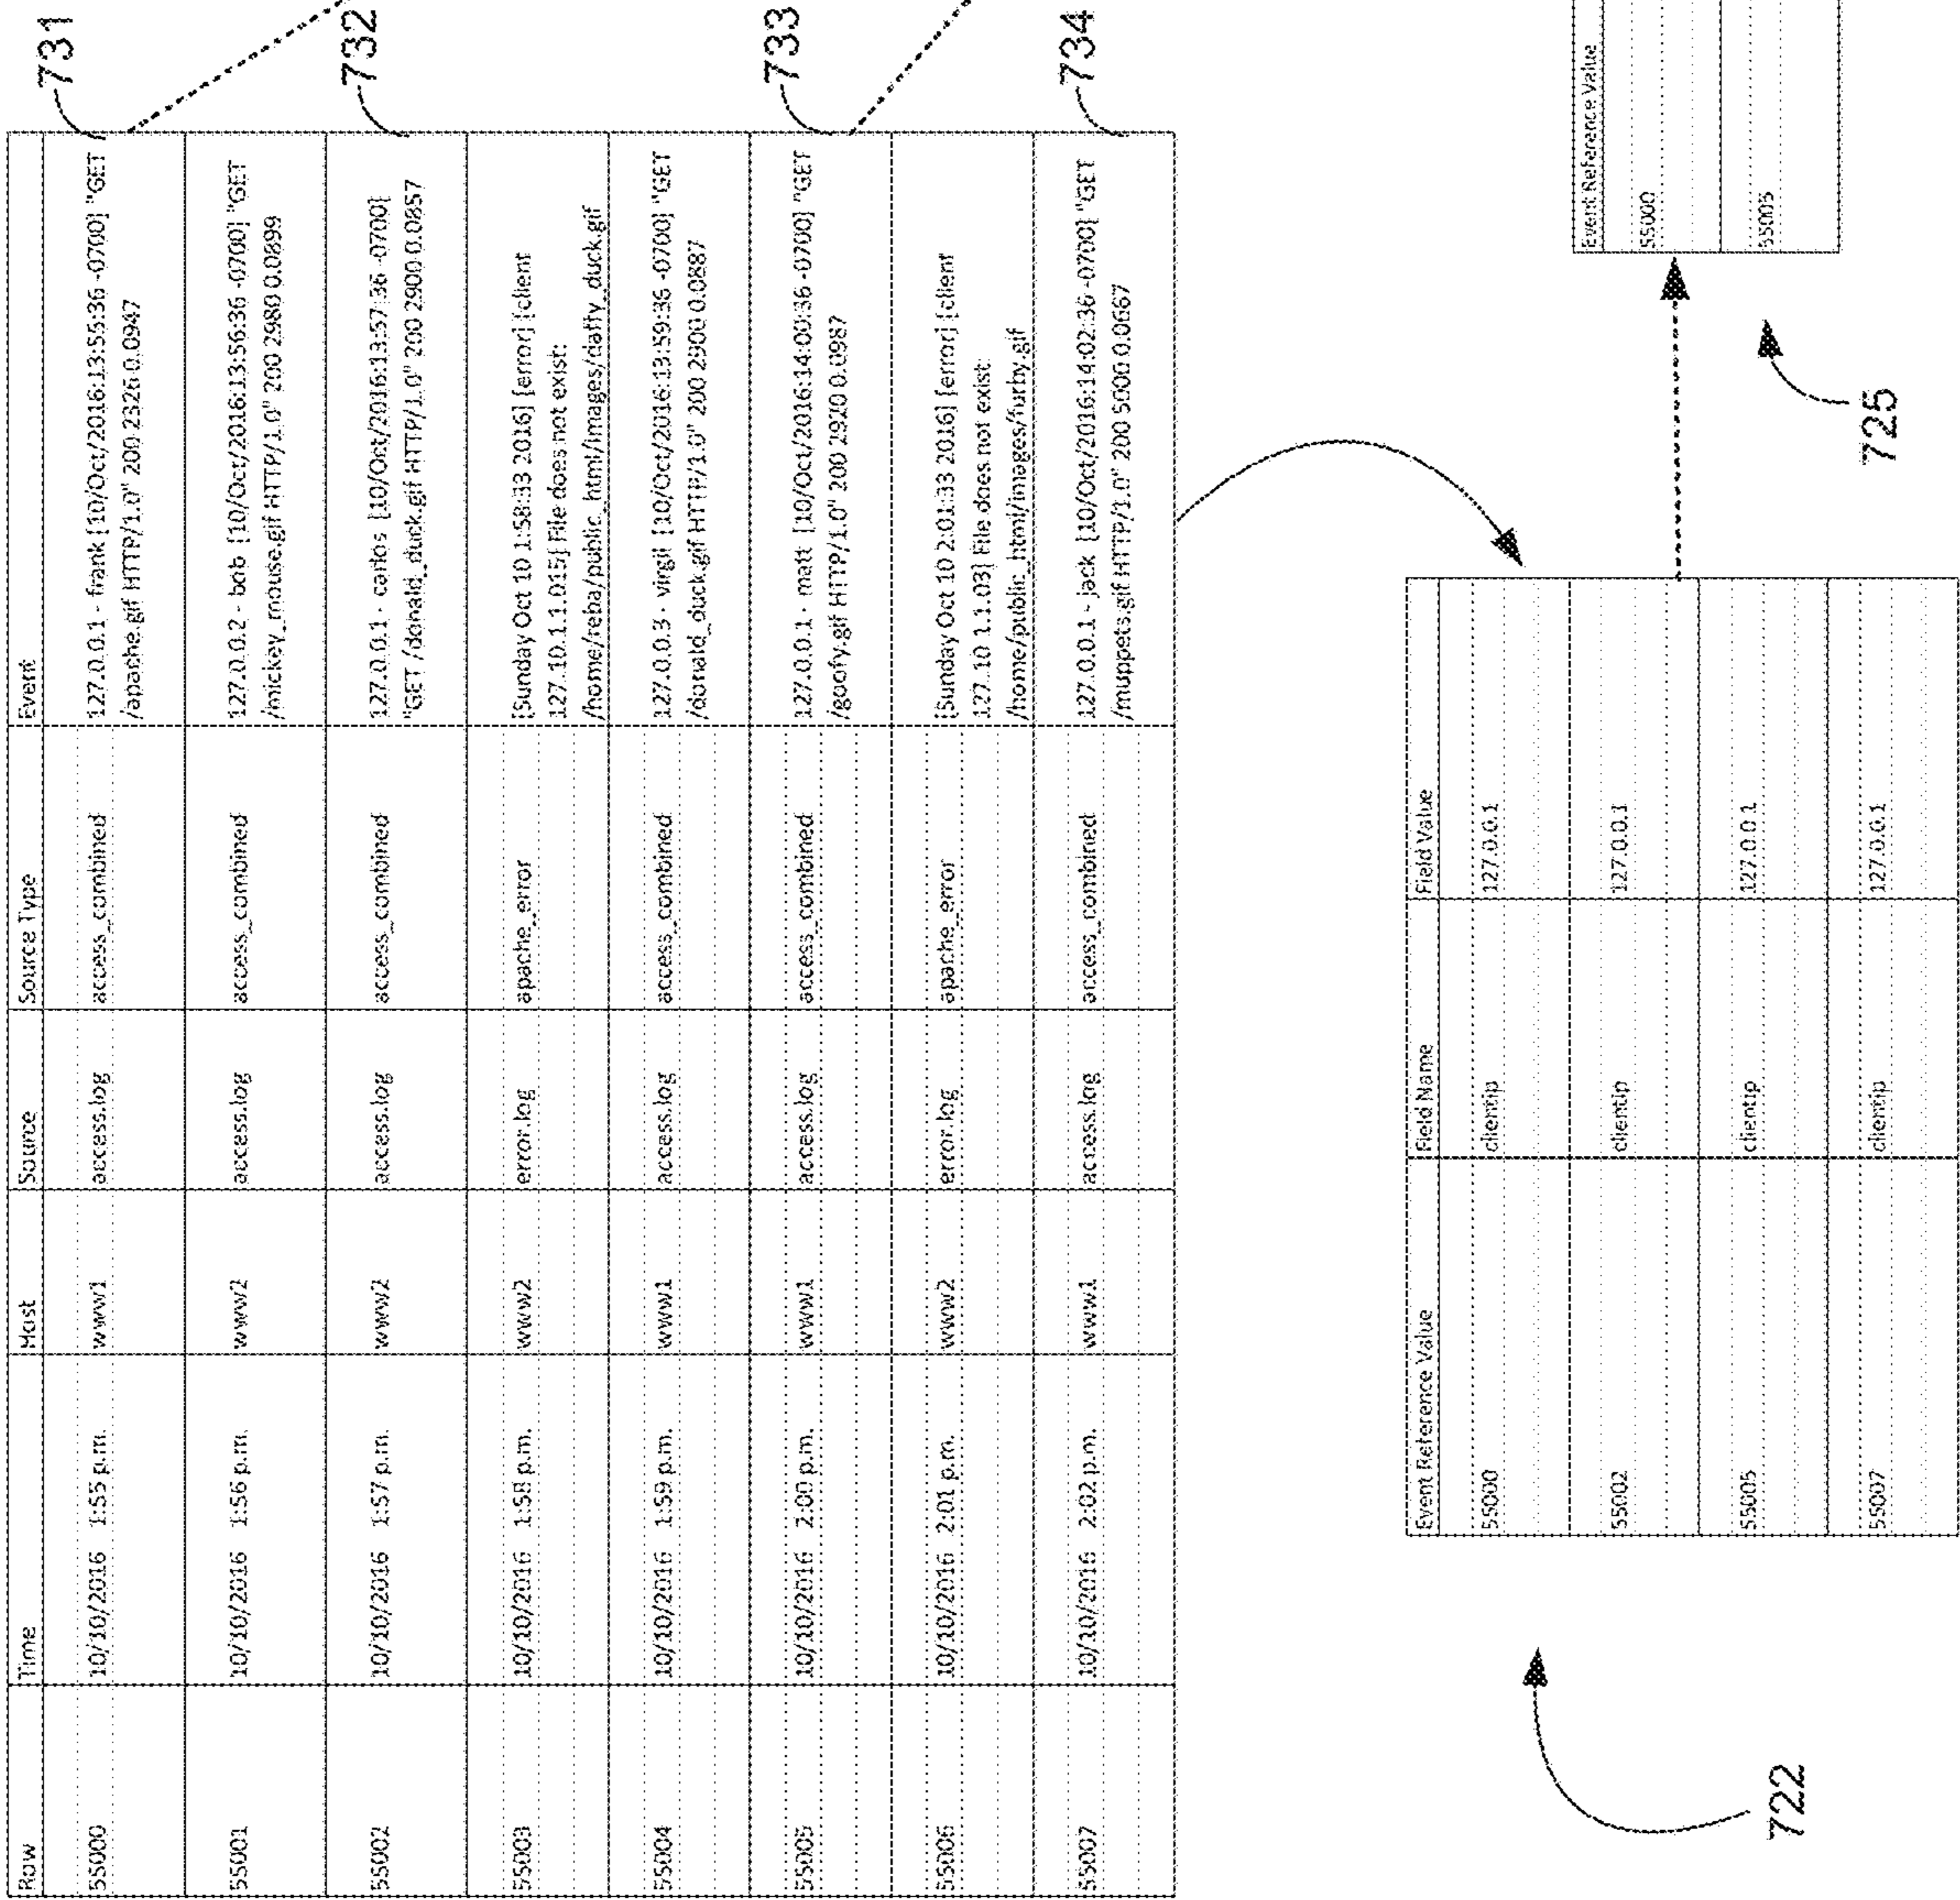 Row Time Host Source Source Type Event
55000 10/10/2016 1:55 p.m. www1 access.log access_combined 127.0.0.1 - frank [10/Oct/2016:13:55:36 -0700] "GET
/apache.gif HTTP/1.0" 200 2326 0.0947
731
55001 10/10/2016 1:56 p.m. www2 access.log access_combined 127.0.0.2 - bob [10/Oct/2016:13:56:36 -0700] "GET
/mickey_mouse.gif HTTP/1.0" 200 2980 0.0899
55002 10/10/2016 1:57 p.m. www2 access.log access_combined 127.0.0.1 - carlos [10/Oct/2016:13:57:36 -0700]
"GET /donald_duck.gif HTTP/1.0" 200 2900 0.0857
732
55003 10/10/2016 1:58 p.m. www2 error.log apache_error [Sunday Oct 10 1:58:33 2016] [error] [client
127.10.1.1.015] File does not exist:
/home/reba/public_html/images/daffy_duck.gif
55004 10/10/2016 1:59 p.m. www1 access.log access_combined 127.0.0.3 - virgil [10/Oct/2016:13:59:36 -0700] "GET
/donald_duck.gif HTTP/1.0" 200 2900 0.0887
55005 10/10/2016 2:00 p.m. www1 access.log access_combined 127.0.0.1 - matt [10/Oct/2016:14:00:36 -0700] "GET
/goofy.gif HTTP/1.0" 200 2920 0.0987
733
55006 10/10/2016 2:01 p.m. www2 error.log apache_error [Sunday Oct 10 2:01:33 2016] [error] [client
127.10.1.1.03] File does not exist:
/home/public_html/images/furby.gif
55007 10/10/2016 2:02 p.m. www1 access.log access_combined 127.0.0.1 - jack [10/Oct/2016:14:02:36 -0700] "GET
/muppets.gif HTTP/1.0" 200 5000 0.0667
734
722
Event Reference Value Field Name Field Value
55000 clientip 127.0.0.1
55002 clientip 127.0.0.1
55005 clientip 127.0.0.1
55007 clientip 127.0.0.1
725
Event Reference Value
55000
55005